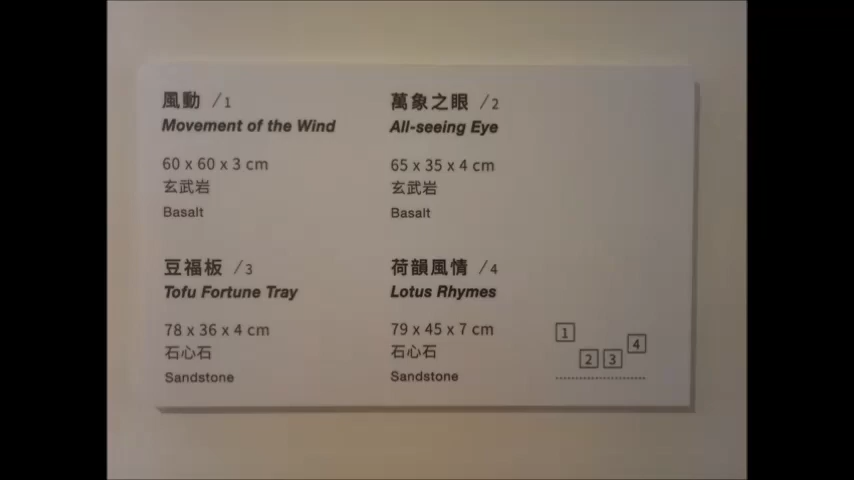 風動 /1
Movement of the Wind
60 x 60 x 3 cm
玄武岩
Basalt
萬象之眼 /2
All-seeing Eye
65 x 35 x 4 cm
玄武岩
Basalt
豆福板 /3
Tofu Fortune Tray
78 x 36 x 4 cm
石心石
Sandstone
荷韻風情 /4
Lotus Rhymes
79 x 45 x 7 cm
石心石
Sandstone
1
2 3 4